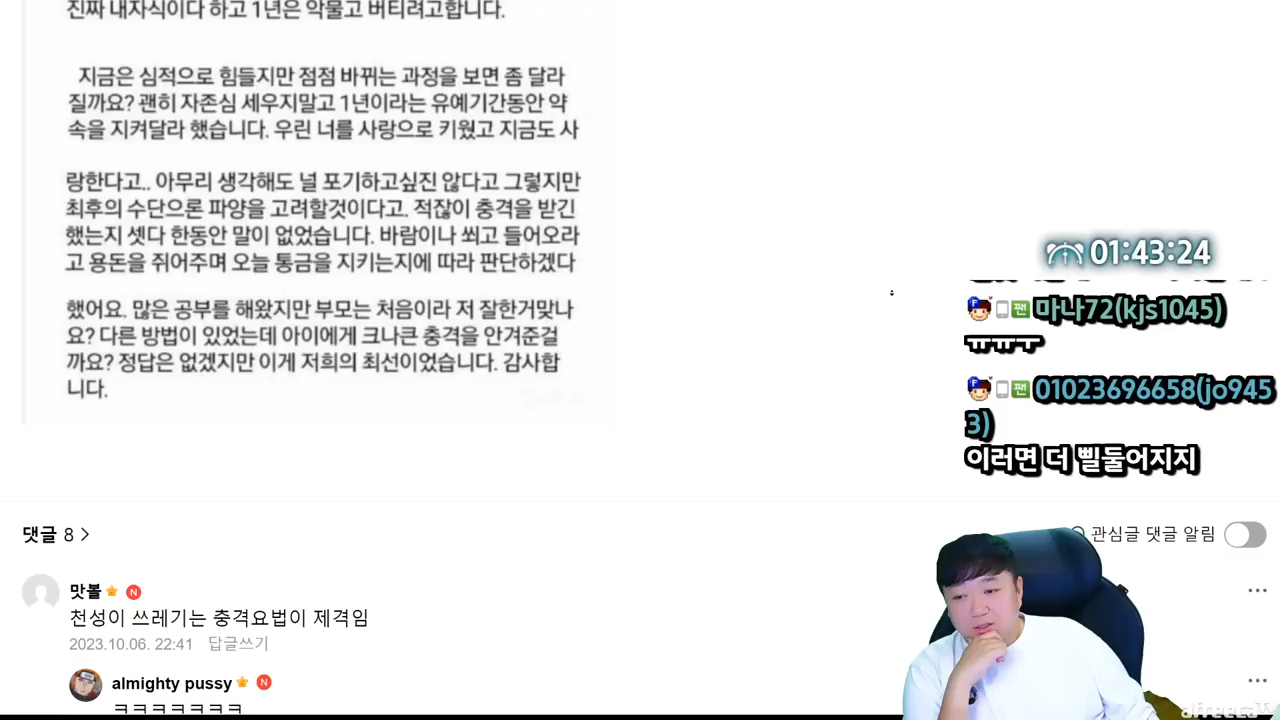 진짜 내자식이다 하고 1년은 악물고 버티려고합니다.
지금은 심적으로 힘들지만 점점 바뀌는 과정을 보면 좀 달라
질까요? 괜히 자존심 세우지말고 1년이라는 유예기간동안 약
속을 지켜달라 했습니다. 우린 너를 사랑으로 키웠고 지금도 사
랑한다고.. 아무리 생각해도 널 포기하고싶진 않다고 그렇지만
최후의 수단으론 파양을 고려할것이다고. 적잖이 충격을 받긴
했는지 셋다 한동안 말이 없었습니다. 바람이나 쐬고 들어오라
고 용돈을 쥐어주며 오늘 통금을 지키는지에 따라 판단하겠다
했어요. 많은 공부를 해왔지만 부모는 처음이라 저 잘한거맞나
요? 다른 방법이 있었는데 아이에게 크나큰 충격을 안겨준걸
까요? 정답은 없겠지만 이게 저희의 최선이었습니다. 감사합
니다.
01:43:24
팬 마나72(kjs1045)
ㅠㅠㅜ
팬 01023696658(jo945
3)
이러면 더 삘둘어지지
댓글 8
관심글 댓글 알림
맛볼 N
천성이 쓰레기는 충격요법이 제격임
2023.10.06. 22:41 답글쓰기
almighty pussy N
ㅋㅋㅋㅋㅋㅋㅋ
afreecaTV